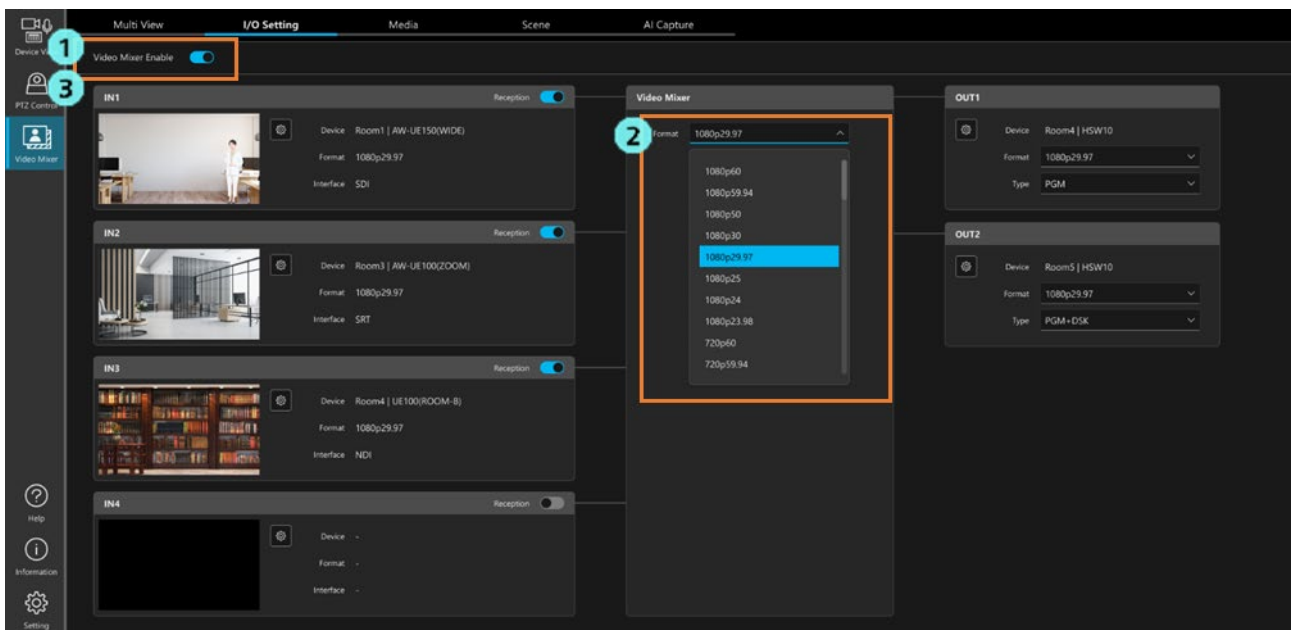 Multi View
I/O Setting
Media
Scene
AI Capture
1
Video Mixer Enable
3
PTZ Control
Video Mixer
Help
Information
Setting
IN1
Reception
Device Room1 | AW-UE150(WIDE)
Format 1080p29.97
Interface SDI
IN2
Reception
Device Room3 | AW-UE100(ZOOM)
Format 1080p29.97
Interface SRT
IN3
Reception
Device Room4 | UE100(ROOM-B)
Format 1080p29.97
Interface NDI
IN4
Reception
Device -
Format -
Interface -
Video Mixer
2
Format 1080p29.97
1080p60
1080p59.94
1080p50
1080p30
1080p29.97
1080p25
1080p24
1080p23.98
720p60
720p59.94
OUT1
Device Room4 | HSW10
Format 1080p29.97
Type PGM
OUT2
Device Room5 | HSW10
Format 1080p29.97
Type PGM+DSK